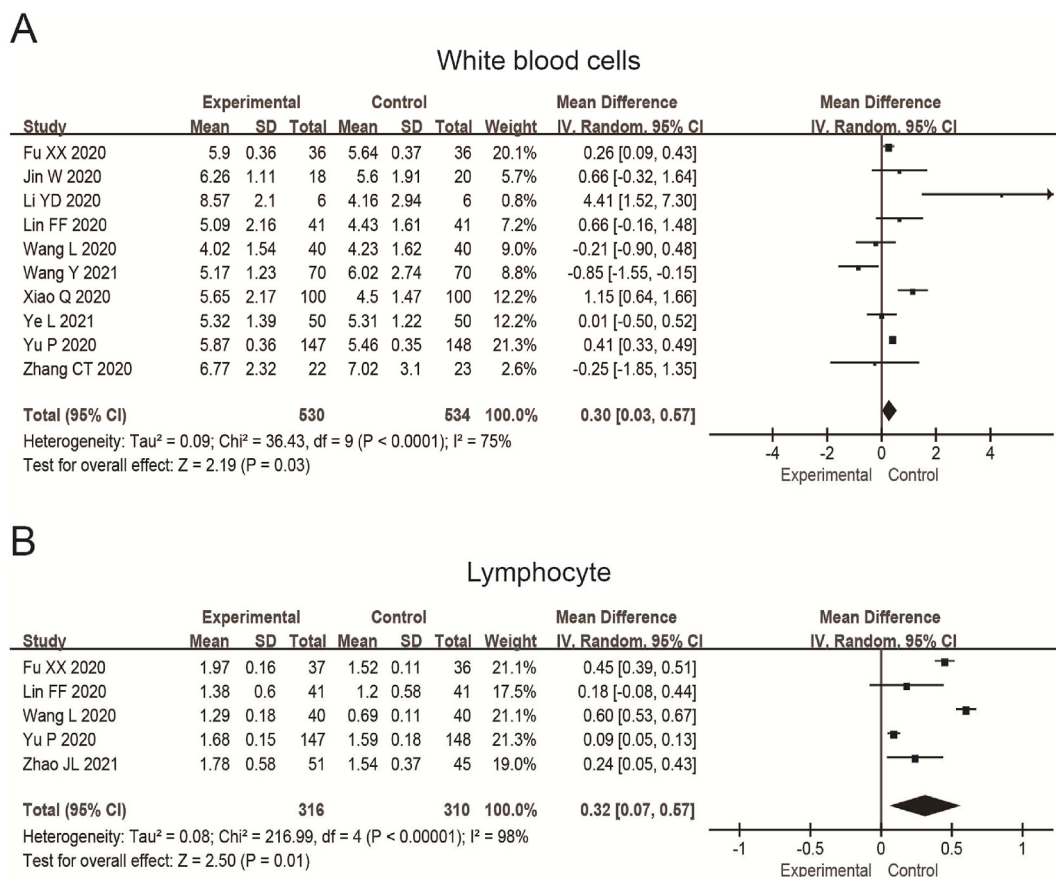 A
White blood cells
Experimental Control Mean Difference Mean Difference
Study Mean SD Total Mean SD Total Weight IV, Random, 95% CI IV, Random, 95% CI
Fu XX 2020 5.9 0.36 36 5.64 0.37 36 20.1% 0.26 [0.09, 0.43]
Jin W 2020 6.26 1.11 18 5.6 1.91 20 5.7% 0.66 [-0.32, 1.64]
Li YD 2020 8.57 2.1 6 4.16 2.94 6 0.8% 4.41 [1.52, 7.30]
Lin FF 2020 5.09 2.16 41 4.43 1.61 41 7.2% 0.66 [-0.16, 1.48]
Wang L 2020 4.02 1.54 40 4.23 1.62 40 9.0% -0.21 [-0.90, 0.48]
Wang Y 2021 5.17 1.23 70 6.02 2.74 70 8.8% -0.85 [-1.55, -0.15]
Xiao Q 2020 5.65 2.17 100 4.5 1.47 100 12.2% 1.15 [0.64, 1.66]
Ye L 2021 5.32 1.39 50 5.31 1.22 50 12.2% 0.01 [-0.50, 0.52]
Yu P 2020 5.87 0.36 147 5.46 0.35 148 21.3% 0.41 [0.33, 0.49]
Zhang CT 2020 6.77 2.32 22 7.02 3.1 23 2.6% -0.25 [-1.85, 1.35]
Total (95% CI) 530 534 100.0% 0.30 [0.03, 0.57]
Heterogeneity: Tau² = 0.09; Chi² = 36.43, df = 9 (P < 0.0001); I² = 75%
Test for overall effect: Z = 2.19 (P = 0.03)
-4 -2 0 2 4
Experimental Control
B
Lymphocyte
Experimental Control Mean Difference Mean Difference
Study Mean SD Total Mean SD Total Weight IV, Random, 95% CI IV, Random, 95% CI
Fu XX 2020 1.97 0.16 37 1.52 0.11 36 21.1% 0.45 [0.39, 0.51]
Lin FF 2020 1.38 0.6 41 1.2 0.58 41 17.5% 0.18 [-0.08, 0.44]
Wang L 2020 1.29 0.18 40 0.69 0.11 40 21.1% 0.60 [0.53, 0.67]
Yu P 2020 1.68 0.15 147 1.59 0.18 148 21.3% 0.09 [0.05, 0.13]
Zhao JL 2021 1.78 0.58 51 1.54 0.37 45 19.0% 0.24 [0.05, 0.43]
Total (95% CI) 316 310 100.0% 0.32 [0.07, 0.57]
Heterogeneity: Tau² = 0.08; Chi² = 216.99, df = 4 (P < 0.00001); I² = 98%
Test for overall effect: Z = 2.50 (P = 0.01)
-1 -0.5 0 0.5 1
Experimental Control